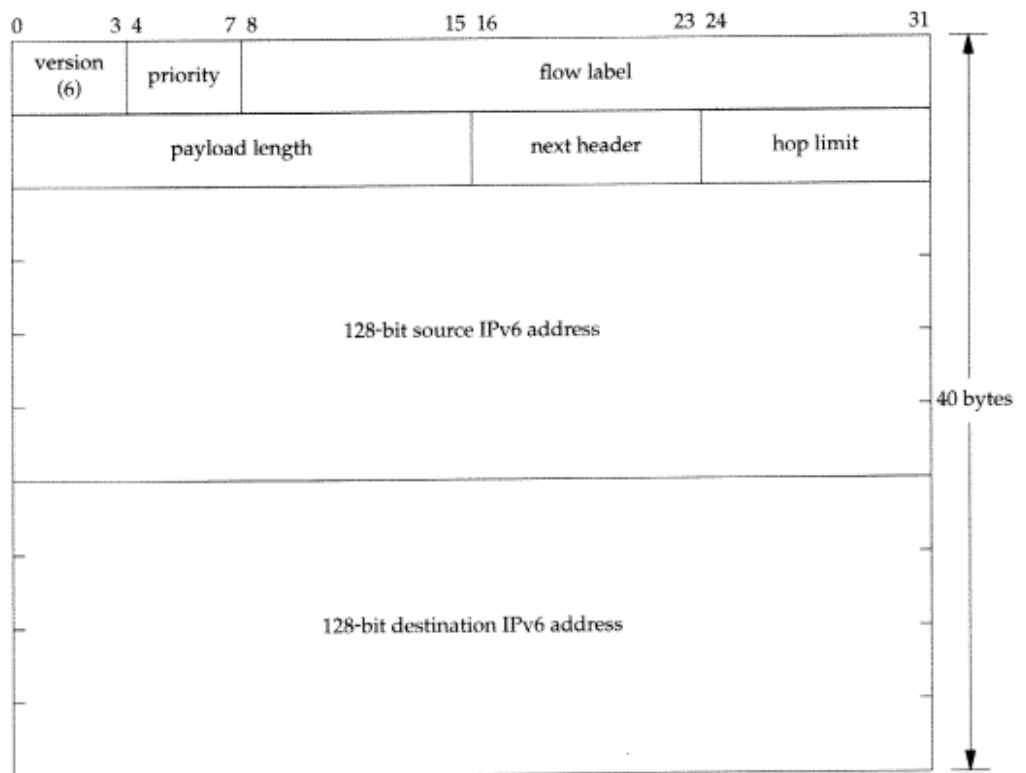 0 3 4 7 8 15 16 23 24 31
version
(6)
priority
flow label
payload length
next header
hop limit
128-bit source IPv6 address
40 bytes
128-bit destination IPv6 address